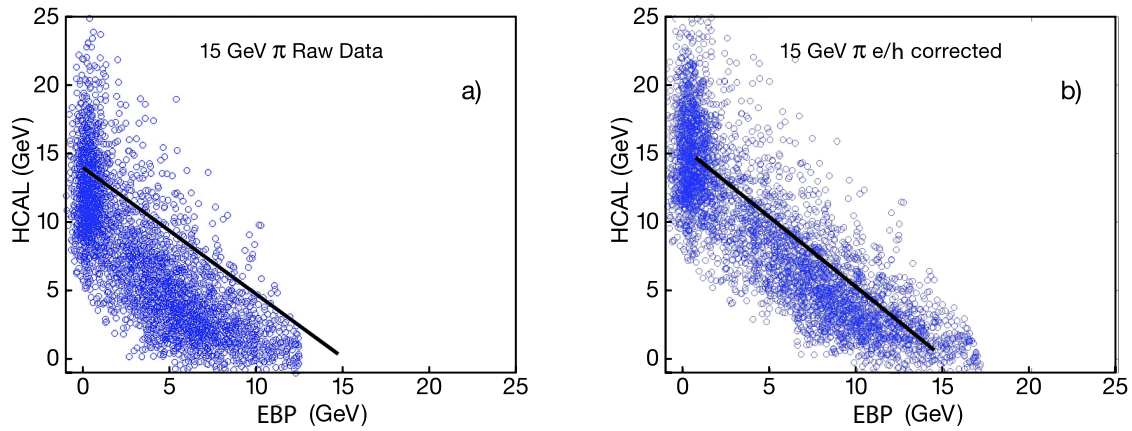 15 GeV π Raw Data
a)
HCAL (GeV)
25
20
15
10
5
0
0 5 10 15 20 25
EBP (GeV)
15 GeV π e/h corrected
b)
HCAL (GeV)
25
20
15
10
5
0
0 5 10 15 20 25
EBP (GeV)